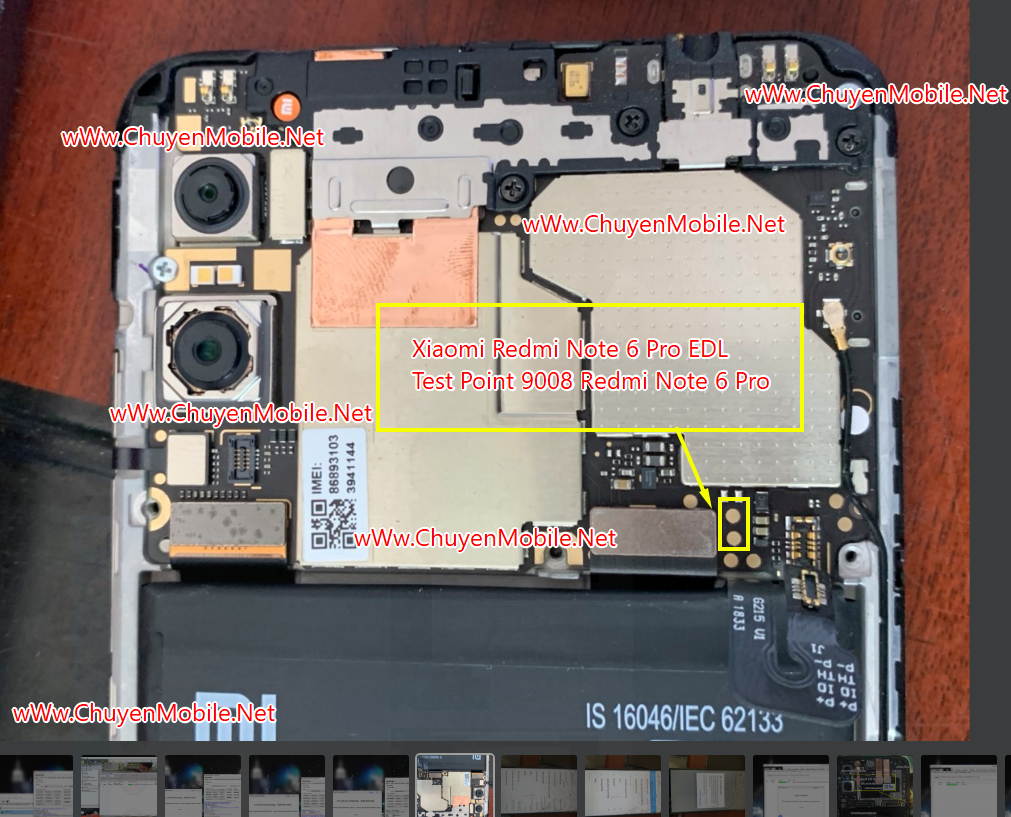 wWw.ChuyenMobile.Net
wWw.ChuyenMobile.Net
wWw.ChuyenMobile.Net
Xiaomi Redmi Note 6 Pro EDL
Test Point 9008 Redmi Note 6 Pro
wWw.ChuyenMobile.Net
IMEI:
86893103
3941144
wWw.ChuyenMobile.Net
6215 V1
A 1833
J1
P-
TH
ID
P+
wWw.ChuyenMobile.Net
IS 16046/IEC 62133